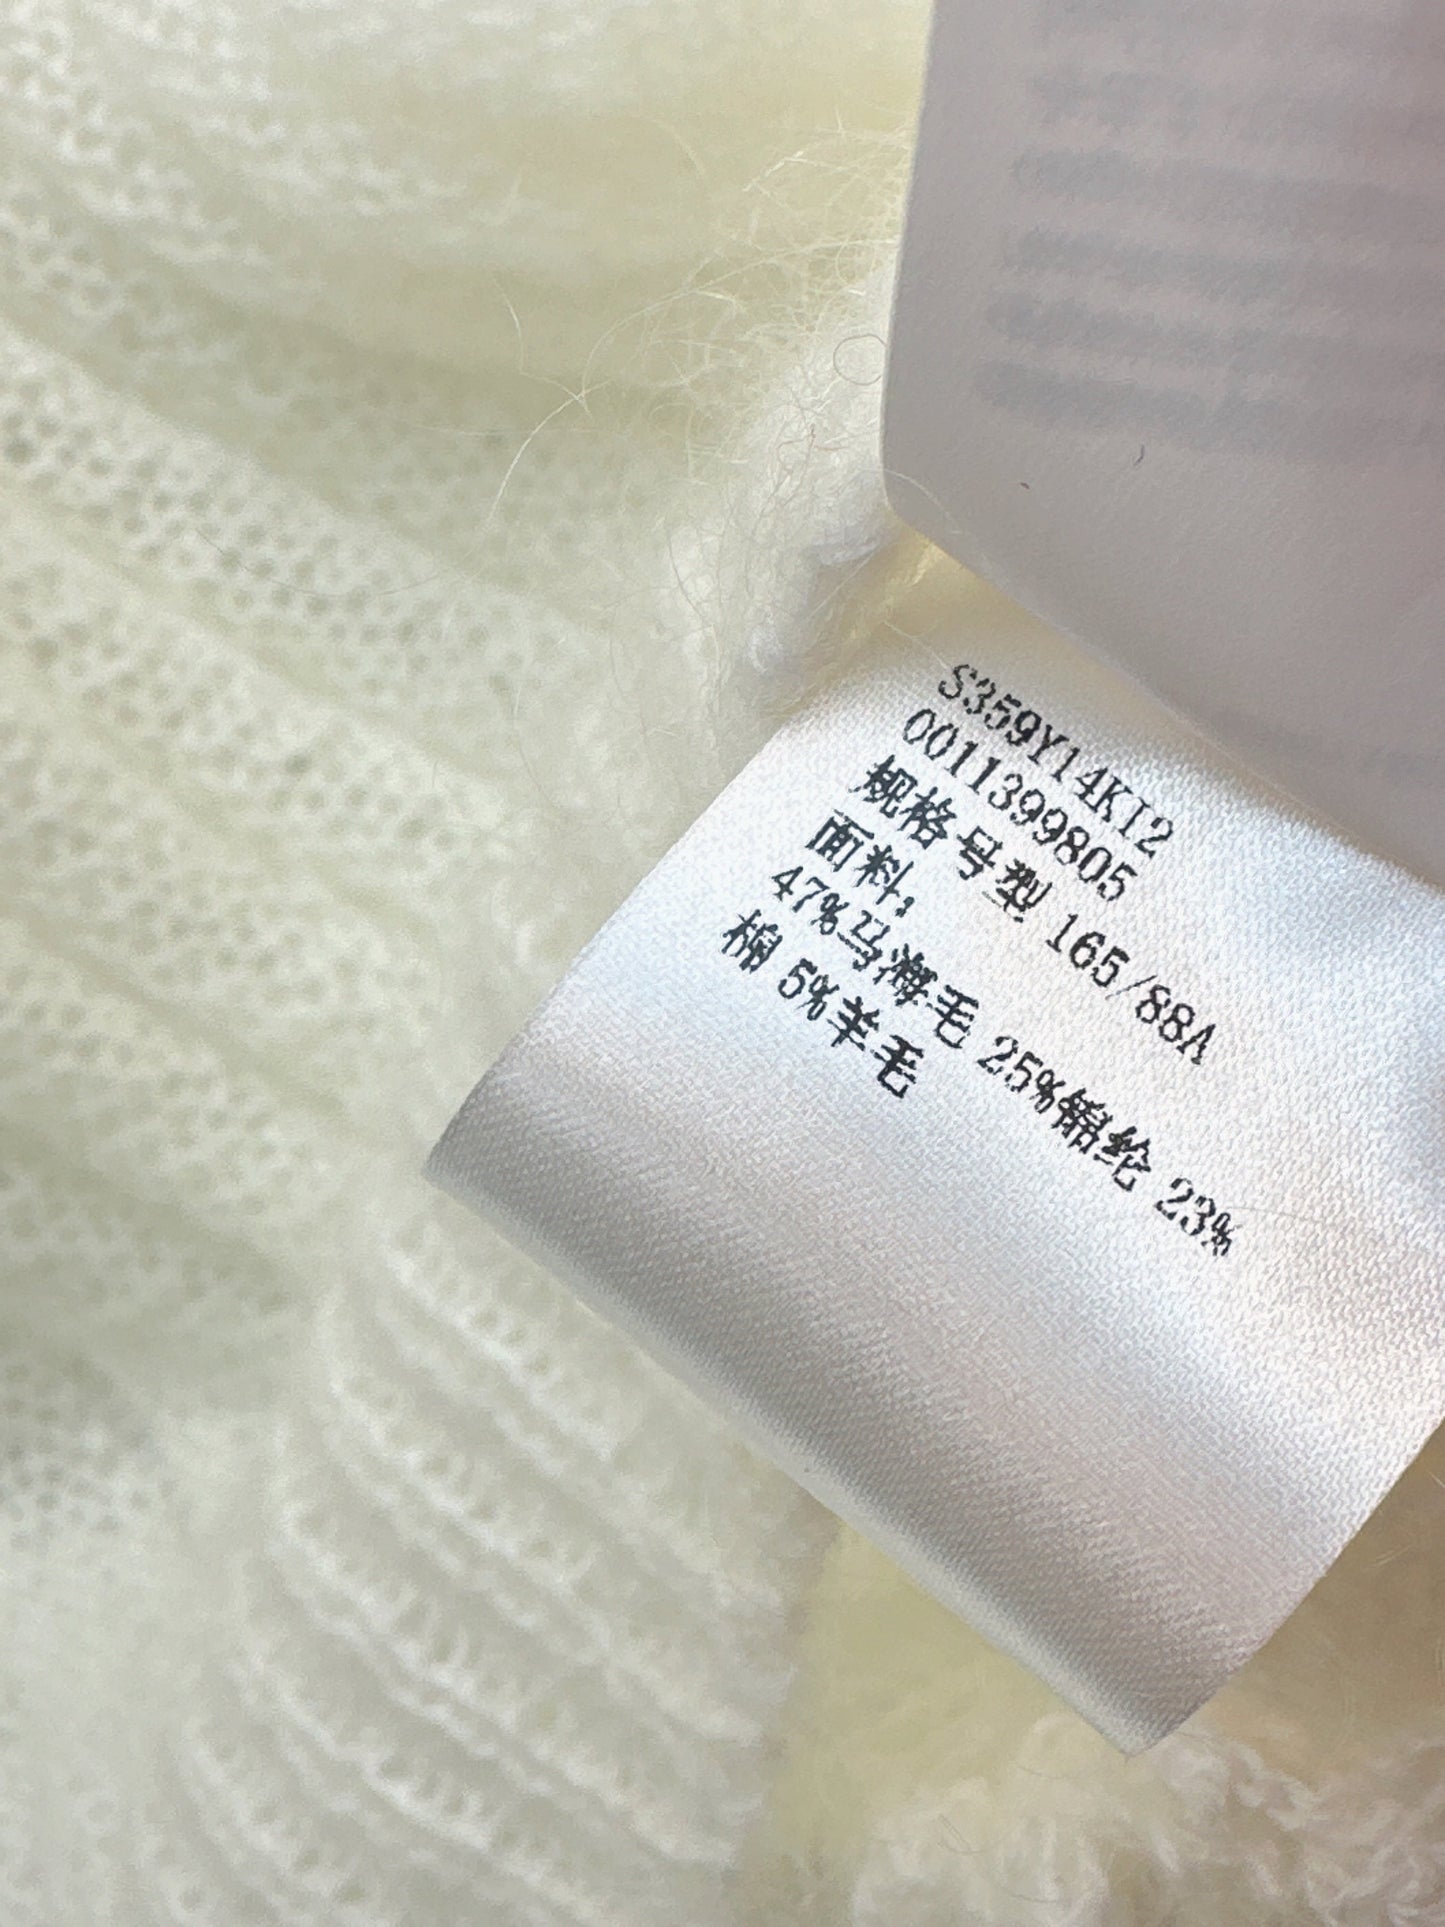 S359Y14KI2
0011399805
规格号型 165/88A
面料:
47%马海毛 25%锦纶 23%
棉 5%羊毛